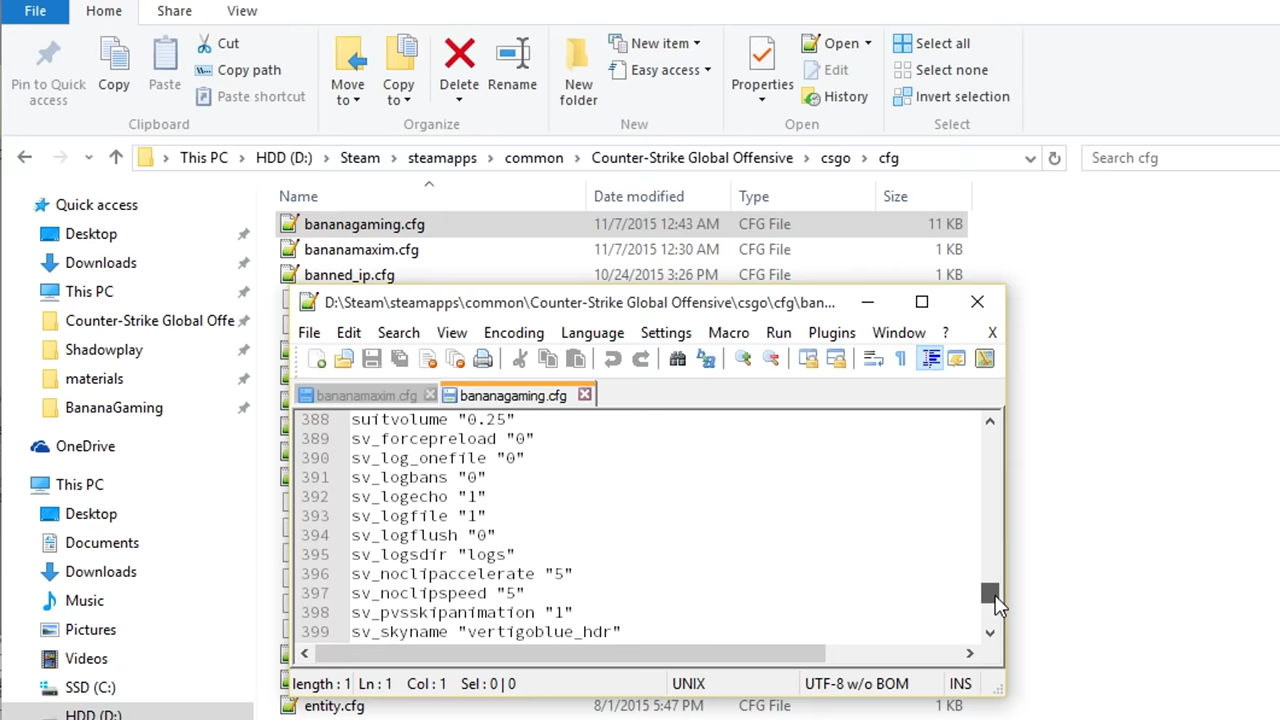 File Home Share View
Pin to Quick access
Copy
Paste
Cut
Copy path
Paste shortcut
Clipboard
Move to
Copy to
Delete
Rename
Organize
New folder
New item
Easy access
New
Properties
Open
Edit
History
Open
Select all
Select none
Invert selection
Select
This PC HDD (D:) Steam steamapps common Counter-Strike Global Offensive csgo cfg
Search cfg
Quick access
Desktop
Downloads
This PC
Counter-Strike Global Offe
Shadowplay
materials
BananaGaming
OneDrive
This PC
Desktop
Documents
Downloads
Music
Pictures
Videos
SSD (C:)
HDD (D:)
Name Date modified Type Size
bananagaming.cfg 11/7/2015 12:43 AM CFG File 11 KB
bananamaxim.cfg 11/7/2015 12:30 AM CFG File 1 KB
banned_ip.cfg 10/24/2015 3:26 PM CFG File 1 KB
D:\Steam\steamapps\common\Counter-Strike Global Offensive\csgo\cfg\ban...
File Edit Search View Encoding Language Settings Macro Run Plugins Window ? X
bananamaxim.cfg bananagaming.cfg
388 suitvolume "0.25"
389 sv_forcepreload "0"
390 sv_log_onefile "0"
391 sv_logbans "0"
392 sv_logecho "1"
393 sv_logfile "1"
394 sv_logflush "0"
395 sv_logsdir "logs"
396 sv_noclipaccelerate "5"
397 sv_noclipspeed "5"
398 sv_pvsskipanimation "1"
399 sv_skyname "vertigoblue_hdr"
length : 1 Ln : 1 Col : 1 Sel : 0 | 0 UNIX UTF-8 w/o BOM INS
entity.cfg 8/1/2015 5:47 PM CFG File 1 KB